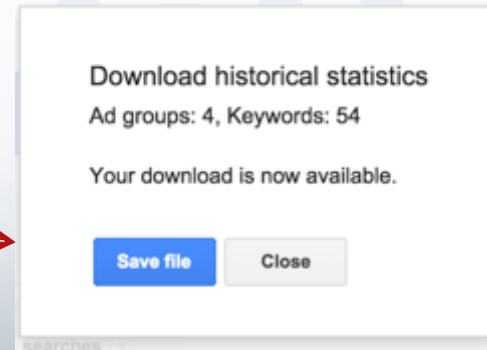 Download historical statistics
Ad groups: 4, Keywords: 54
Your download is now available.
Save file
Close
searches